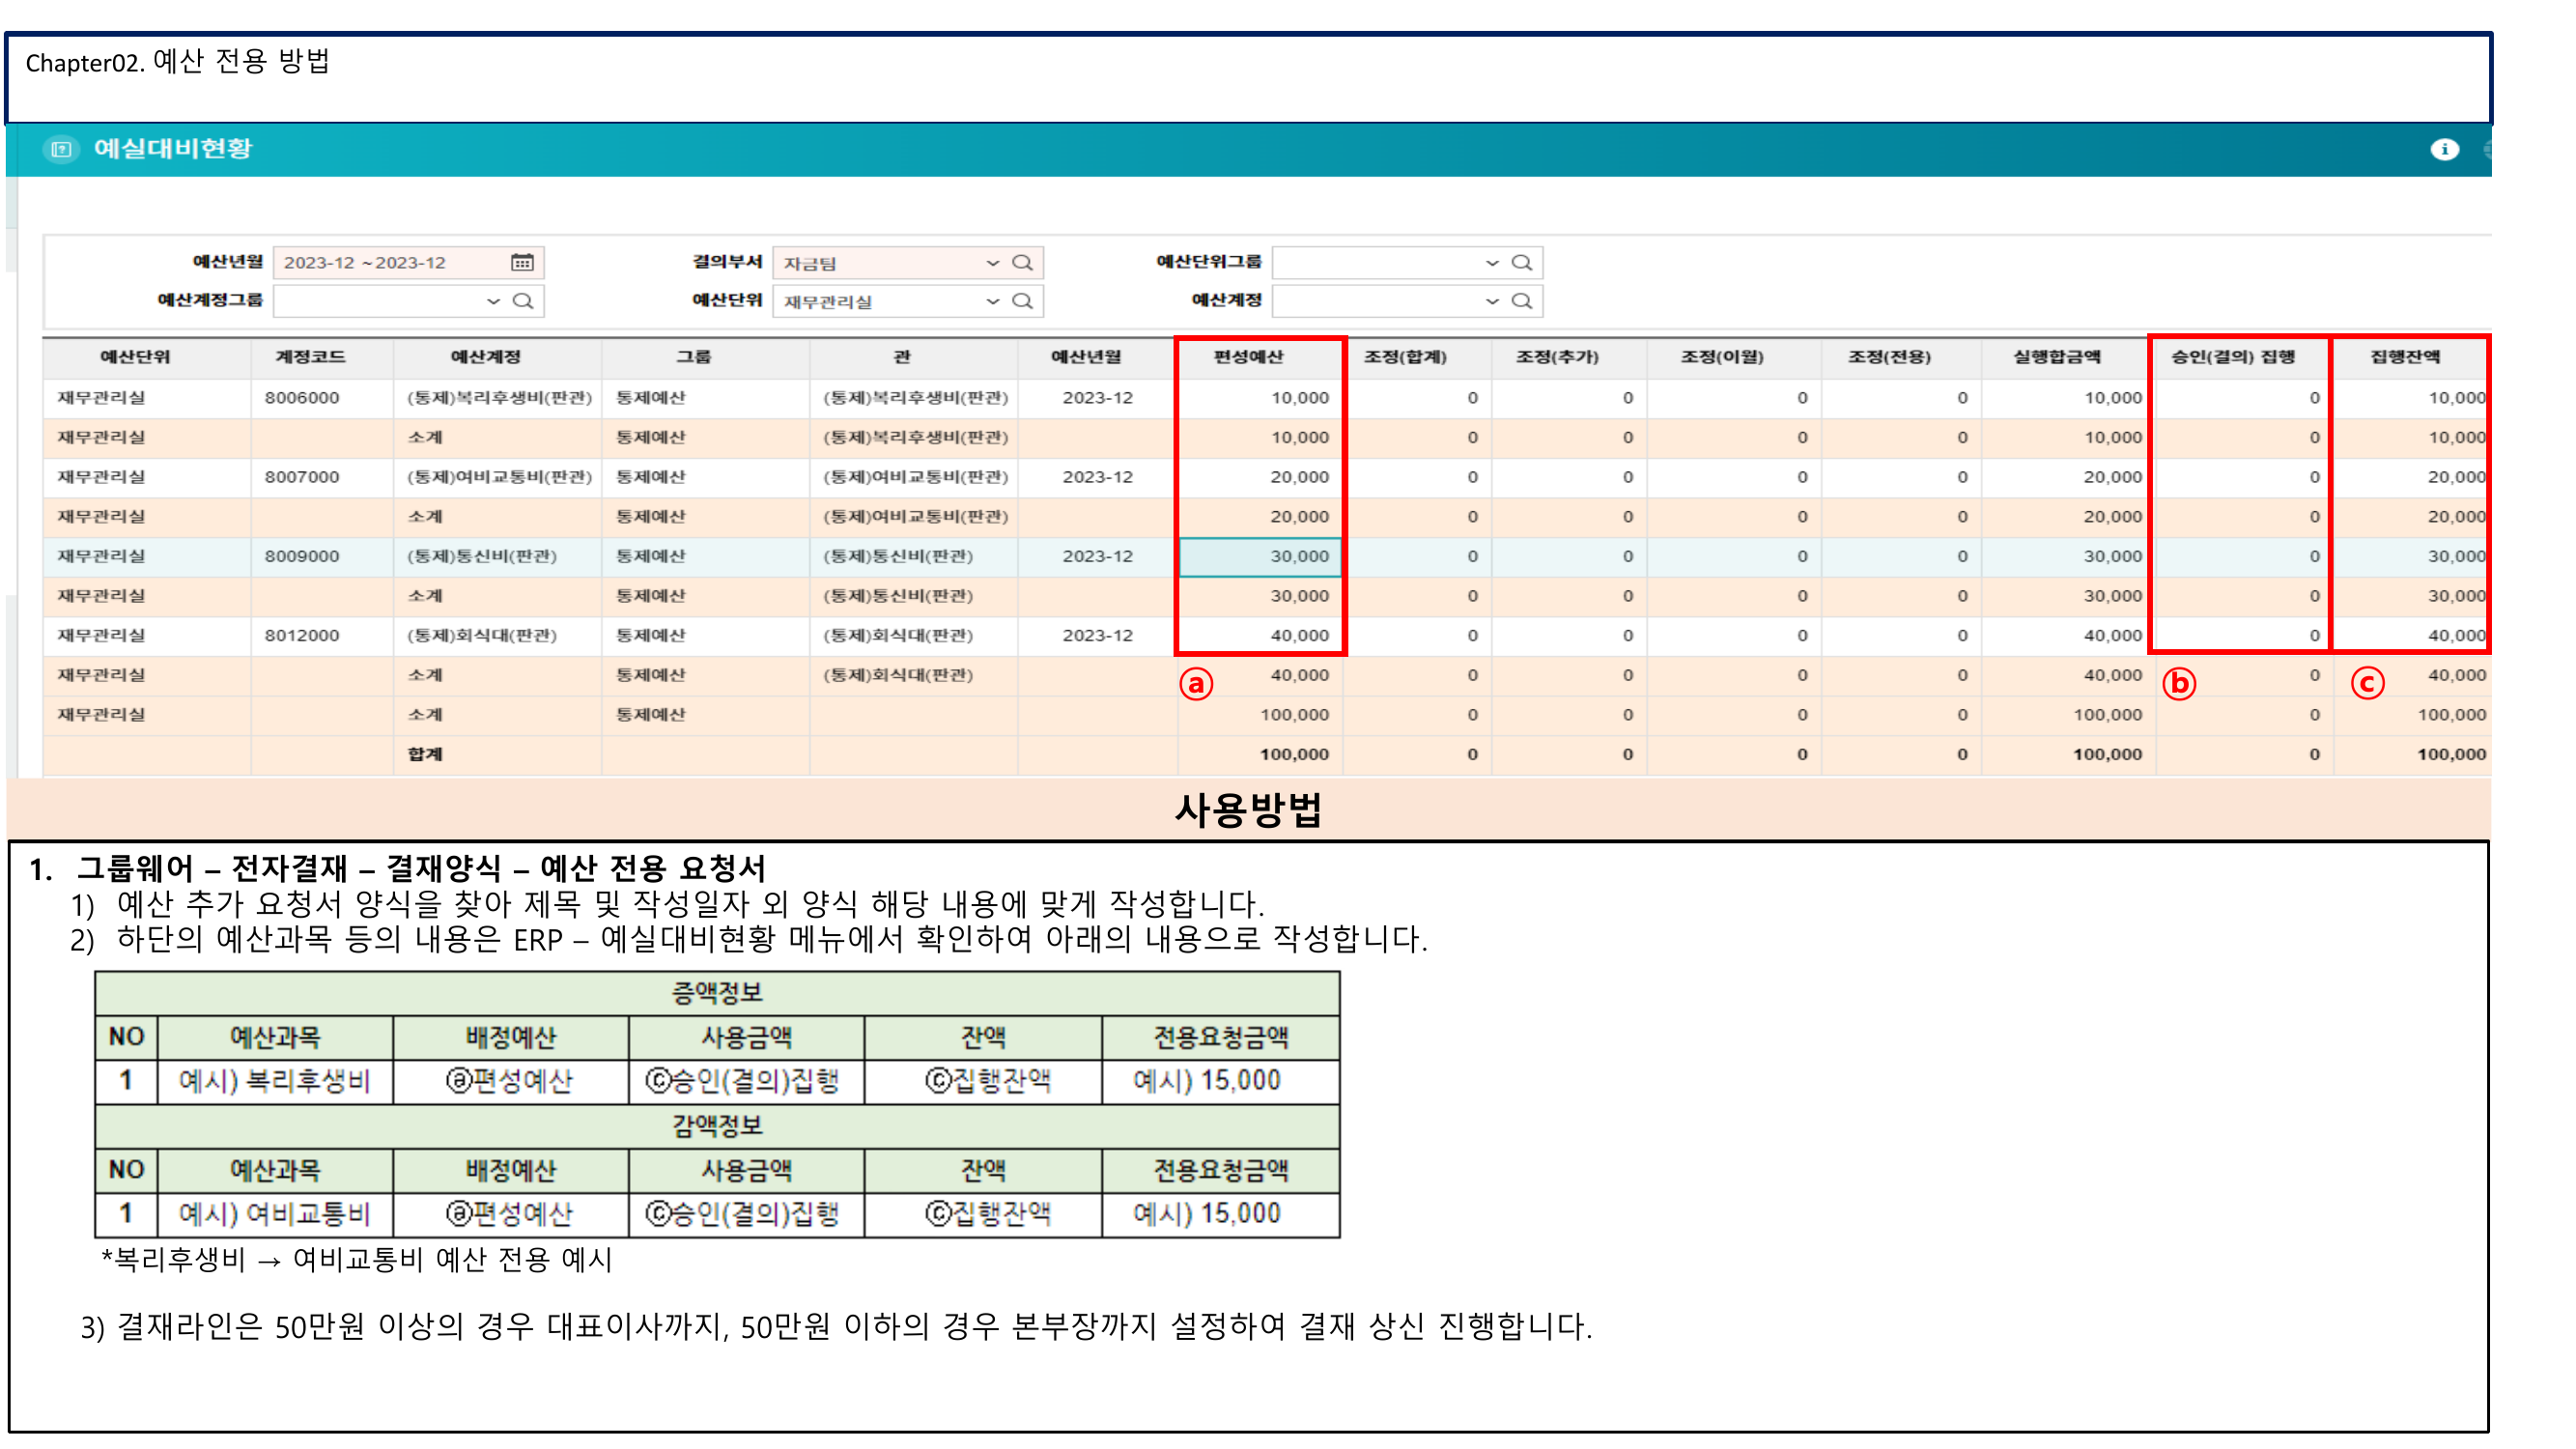 Chapter02. 예산 전용 방법
예실대비현황
예산년월 2023-12 ~2023-12 결의부서 자금팀 예산단위그룹
예산계정그룹 예산단위 재무관리실 예산계정
예산단위 계정코드 예산계정 그룹 관 예산년월 편성예산 조정(합계) 조정(추가) 조정(이월) 조정(전용) 실행합금액 승인(결의) 집행 집행잔액
재무관리실 8006000 (통제)복리후생비(판관) 통제예산 (통제)복리후생비(판관) 2023-12 10,000 0 0 0 0 10,000 0 10,000
재무관리실 소계 통제예산 (통제)복리후생비(판관) 10,000 0 0 0 0 10,000 0 10,000
재무관리실 8007000 (통제)여비교통비(판관) 통제예산 (통제)여비교통비(판관) 2023-12 20,000 0 0 0 0 20,000 0 20,000
재무관리실 소계 통제예산 (통제)여비교통비(판관) 20,000 0 0 0 0 20,000 0 20,000
재무관리실 8009000 (통제)통신비(판관) 통제예산 (통제)통신비(판관) 2023-12 30,000 0 0 0 0 30,000 0 30,000
재무관리실 소계 통제예산 (통제)통신비(판관) 30,000 0 0 0 0 30,000 0 30,000
재무관리실 8012000 (통제)회식대(판관) 통제예산 (통제)회식대(판관) 2023-12 40,000 0 0 0 0 40,000 0 40,000
재무관리실 소계 통제예산 (통제)회식대(판관) ⓐ 40,000 0 0 0 0 40,000 ⓑ 0 ⓒ 40,000
재무관리실 소계 통제예산 100,000 0 0 0 0 100,000 0 100,000
합계 100,000 0 0 0 0 100,000 0 100,000
사용방법
1. 그룹웨어 – 전자결재 – 결재양식 – 예산 전용 요청서
1) 예산 추가 요청서 양식을 찾아 제목 및 작성일자 외 양식 해당 내용에 맞게 작성합니다.
2) 하단의 예산과목 등의 내용은 ERP – 예실대비현황 메뉴에서 확인하여 아래의 내용으로 작성합니다.
증액정보
NO 예산과목 배정예산 사용금액 잔액 전용요청금액
1 예시) 복리후생비 ⓐ편성예산 ⓒ승인(결의)집행 ⓒ집행잔액 예시) 15,000
감액정보
NO 예산과목 배정예산 사용금액 잔액 전용요청금액
1 예시) 여비교통비 ⓐ편성예산 ⓒ승인(결의)집행 ⓒ집행잔액 예시) 15,000
*복리후생비 → 여비교통비 예산 전용 예시
3) 결재라인은 50만원 이상의 경우 대표이사까지, 50만원 이하의 경우 본부장까지 설정하여 결재 상신 진행합니다.